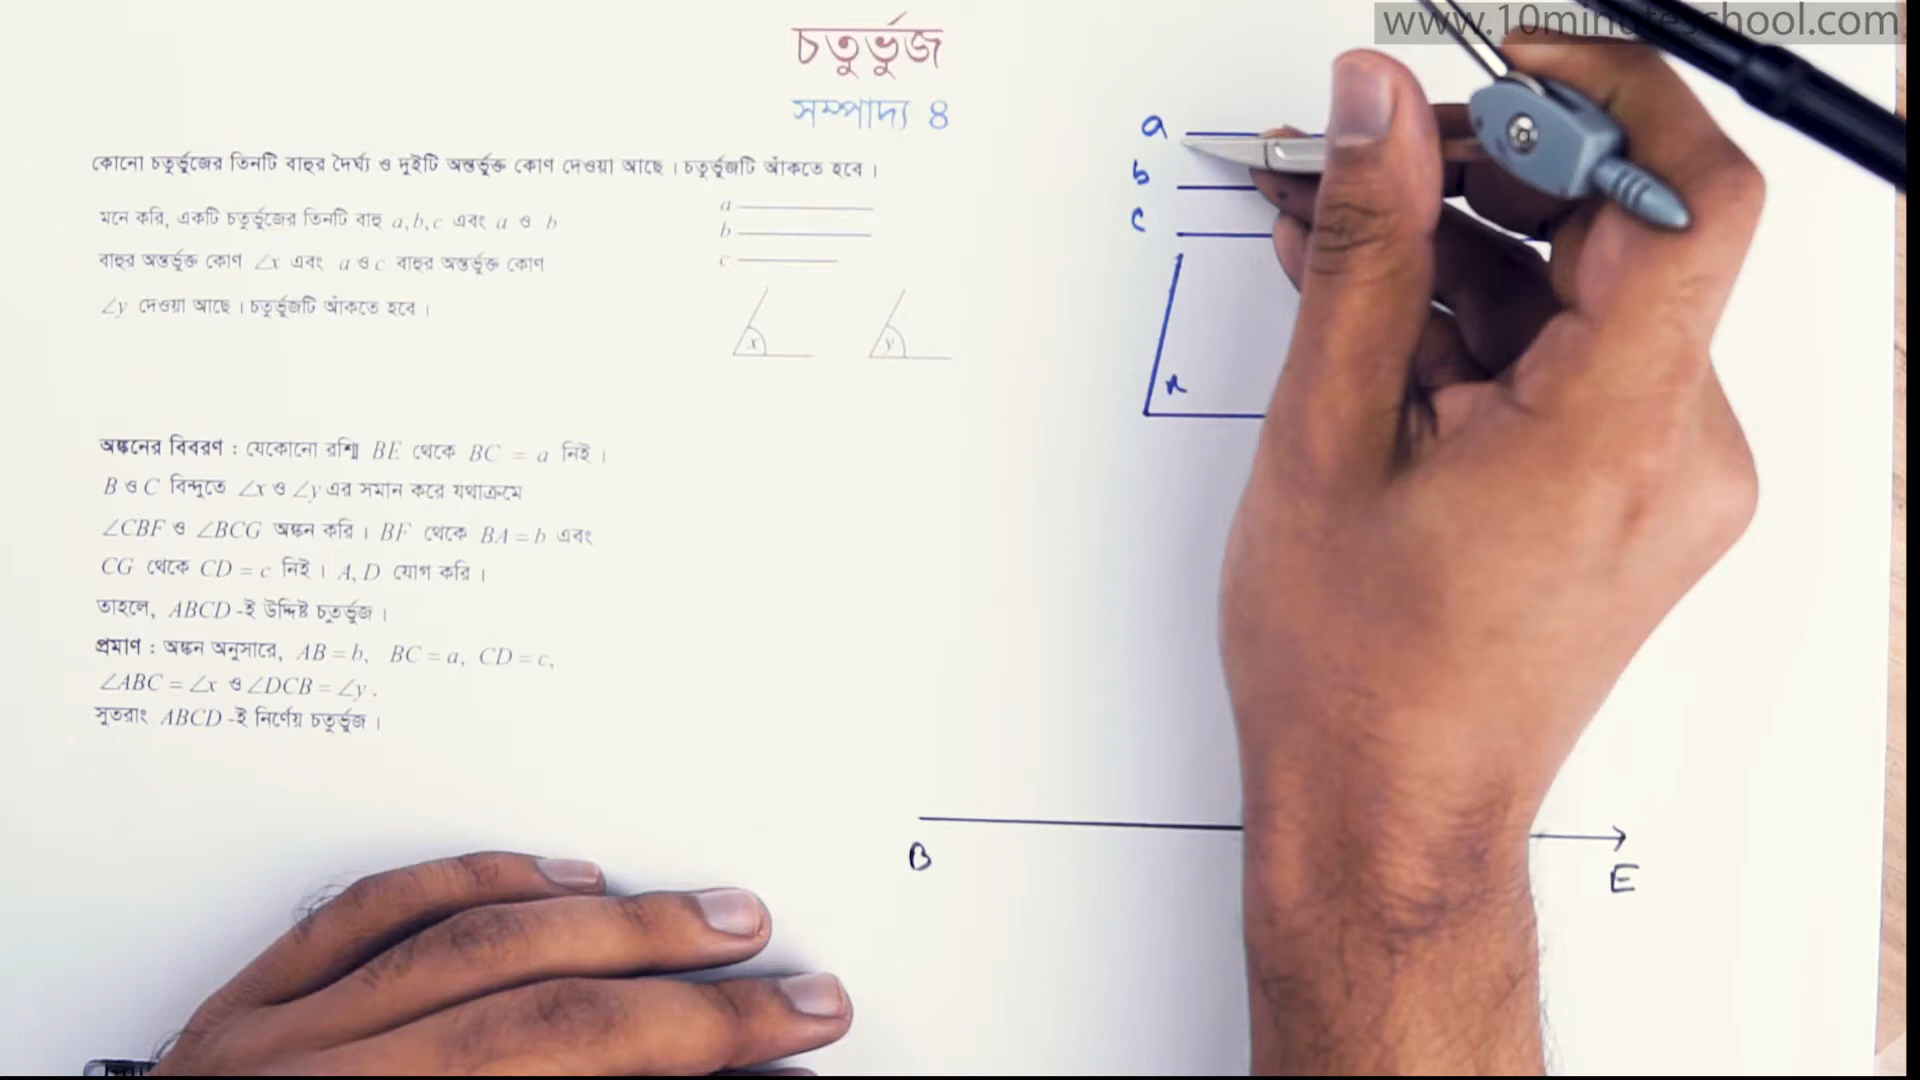 www.10minuteschool.com
চতুর্ভুজ
সম্পাদ্য ৪
কোনো চতুর্ভুজের তিনটি বাহুর দৈর্ঘ্য ও দুইটি অন্তর্ভুক্ত কোণ দেওয়া আছে। চতুর্ভুজটি আঁকতে হবে।
মনে করি, একটি চতুর্ভুজের তিনটি বাহু a, b, c এবং a ও b
বাহুর অন্তর্ভুক্ত কোণ ∠x এবং a ও c বাহুর অন্তর্ভুক্ত কোণ
∠y দেওয়া আছে। চতুর্ভুজটি আঁকতে হবে।
a
b
c
x
y
অঙ্কনের বিবরণ : যেকোনো রশ্মি BE থেকে BC = a নিই।
B ও C বিন্দুতে ∠x ও ∠y এর সমান করে যথাক্রমে
∠CBF ও ∠BCG অঙ্কন করি। BF থেকে BA = b এবং
CG থেকে CD = c নিই। A, D যোগ করি।
তাহলে, ABCD -ই উদ্দিষ্ট চতুর্ভুজ।
প্রমাণ : অঙ্কন অনুসারে, AB = b, BC = a, CD = c,
∠ABC = ∠x ও ∠DCB = ∠y.
সুতরাং ABCD -ই নির্ণেয় চতুর্ভুজ।
a
b
c
x
B
E